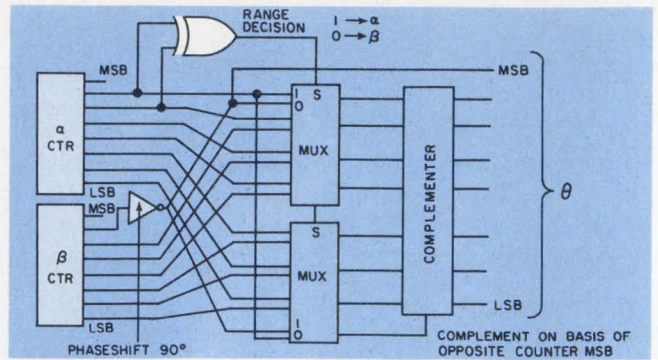 RANGE
DECISION
1 → α
0 → β
MSB
MSB
1
0
S
α
CTR
MUX
COMPLEMENTER
θ
LSB
MSB
β
CTR
S
MUX
LSB
1
0
LSB
PHASESHIFT 90°
COMPLEMENT ON BASIS OF
OPPOSITE COUNTER MSB